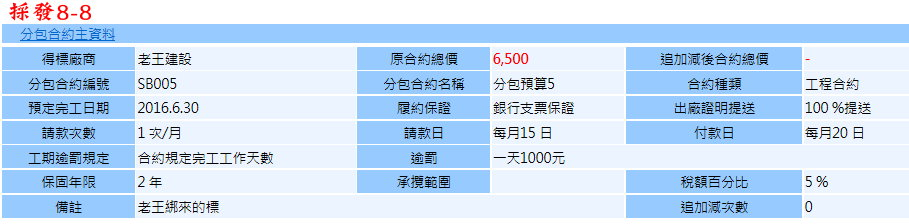 採發8-8
分包合約主資料
得標廠商 老王建設 原合約總價 6,500 追加減後合約總價 -
分包合約編號 SB005 分包合約名稱 分包預算5 合約種類 工程合約
預定完工日期 2016.6.30 履約保證 銀行支票保證 出廠證明提送 100 %提送
請款次數 1 次/月 請款日 每月15 日 付款日 每月20 日
工期逾罰規定 合約規定完工工作天數 逾罰 一天1000元
保固年限 2 年 承攬範圍 稅額百分比 5 %
備註 老王綁來的標 追加減次數 0